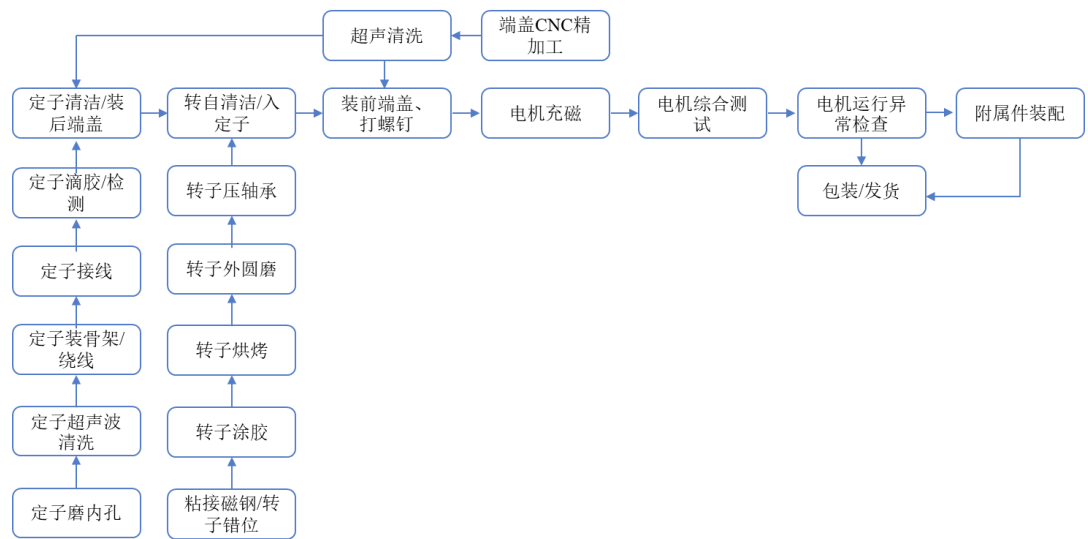 超声清洗
端盖CNC精
加工
定子清洁/装
后端盖
转自清洁/入
定子
装前端盖、
打螺钉
电机充磁
电机综合测
试
电机运行异
常检查
附属件装配
定子滴胶/检
测
转子压轴承
包装/发货
定子接线
转子外圆磨
定子装骨架/
绕线
转子烘烤
定子超声波
清洗
转子涂胶
定子磨内孔
粘接磁钢/转
子错位